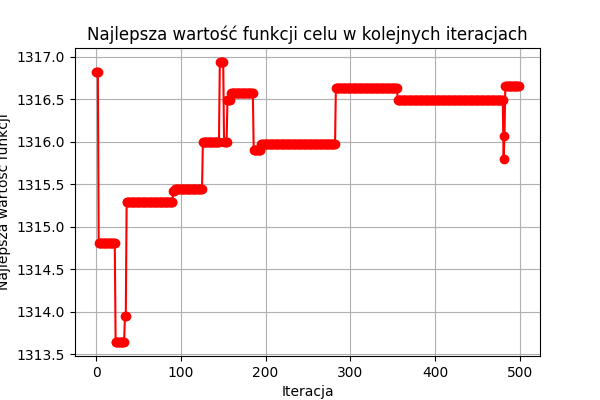 Najlepsza wartość funkcji celu w kolejnych iteracjach
Najlepsza wartość funkcji
1317.0
1316.5
1316.0
1315.5
1315.0
1314.5
1314.0
1313.5
0 100 200 300 400 500
Iteracja